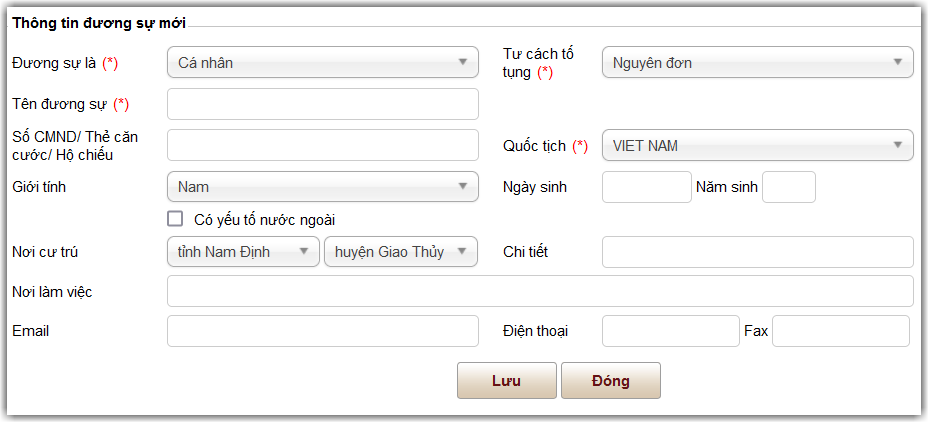 Thông tin đương sự mới
Đương sự là (*)
Cá nhân
Tư cách tố
tụng (*)
Nguyên đơn
Tên đương sự (*)
Số CMND/ Thẻ căn
cước/ Hộ chiếu
Quốc tịch (*)
VIET NAM
Giới tính
Nam
Ngày sinh
Năm sinh
Có yếu tố nước ngoài
Nơi cư trú
tỉnh Nam Định
huyện Giao Thủy
Chi tiết
Nơi làm việc
Email
Điện thoại
Fax
Lưu
Đóng